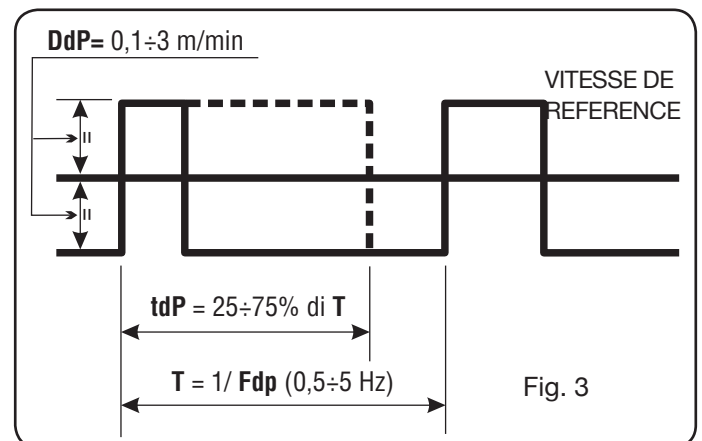 DdP= 0,1÷3 m/min
VITESSE DE
REFERENCE
=
=
tdP = 25÷75% di T
T = 1/ Fdp (0,5÷5 Hz)
Fig. 3